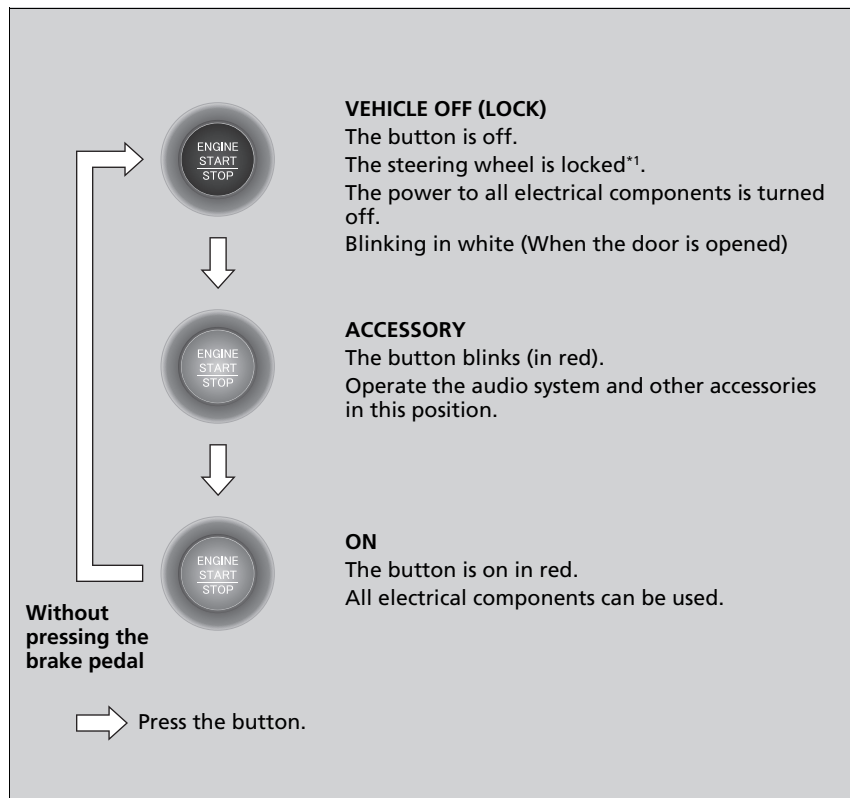 ENGINE
START
STOP
VEHICLE OFF (LOCK)
The button is off.
The steering wheel is locked*1.
The power to all electrical components is turned
off.
Blinking in white (When the door is opened)
ENGINE
START
STOP
ACCESSORY
The button blinks (in red).
Operate the audio system and other accessories
in this position.
ENGINE
START
STOP
ON
The button is on in red.
All electrical components can be used.
Without
pressing the
brake pedal
Press the button.